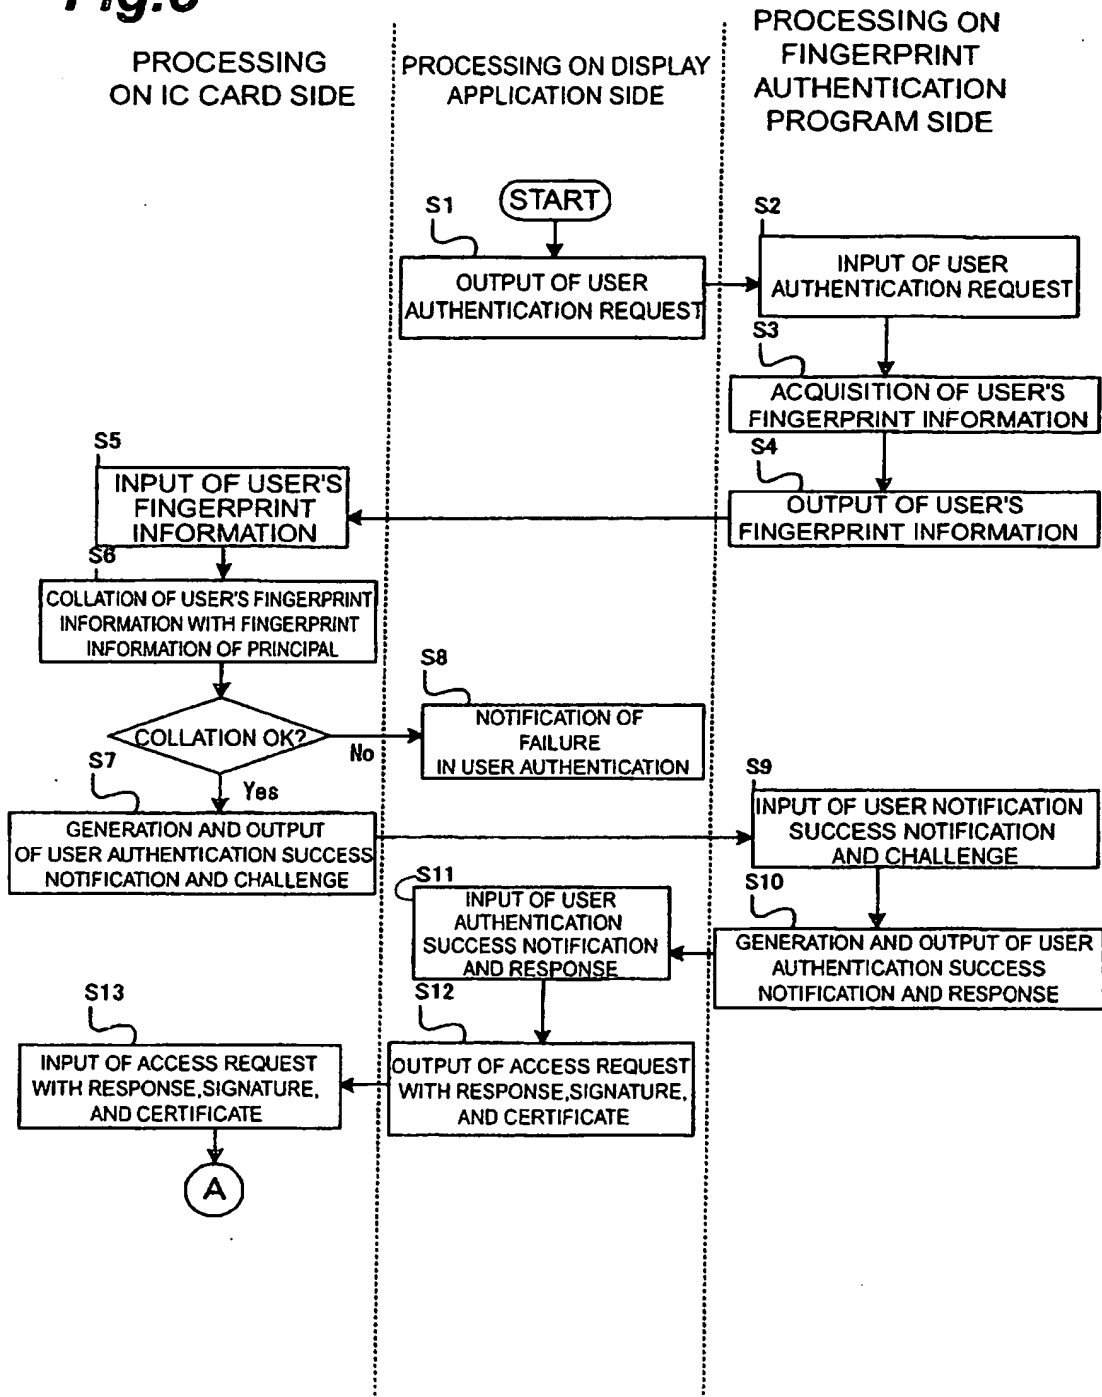 PROCESSING
ON IC CARD SIDE
PROCESSING ON DISPLAY
APPLICATION SIDE
PROCESSING ON
FINGERPRINT
AUTHENTICATION
PROGRAM SIDE
START
S1
OUTPUT OF USER
AUTHENTICATION REQUEST
S2
INPUT OF USER
AUTHENTICATION REQUEST
S3
ACQUISITION OF USER'S
FINGERPRINT INFORMATION
S4
OUTPUT OF USER'S
FINGERPRINT INFORMATION
S5
INPUT OF USER'S
FINGERPRINT
INFORMATION
S6
COLLATION OF USER'S FINGERPRINT
INFORMATION WITH FINGERPRINT
INFORMATION OF PRINCIPAL
COLLATION OK?
No
Yes
S8
NOTIFICATION OF
FAILURE
IN USER AUTHENTICATION
S7
GENERATION AND OUTPUT
OF USER AUTHENTICATION SUCCESS
NOTIFICATION AND CHALLENGE
S9
INPUT OF USER NOTIFICATION
SUCCESS NOTIFICATION
AND CHALLENGE
S10
GENERATION AND OUTPUT OF USER
AUTHENTICATION SUCCESS
NOTIFICATION AND RESPONSE
S11
INPUT OF USER
AUTHENTICATION
SUCCESS NOTIFICATION
AND RESPONSE
S12
OUTPUT OF ACCESS REQUEST
WITH RESPONSE,SIGNATURE,
AND CERTIFICATE
S13
INPUT OF ACCESS REQUEST
WITH RESPONSE,SIGNATURE,
AND CERTIFICATE
A